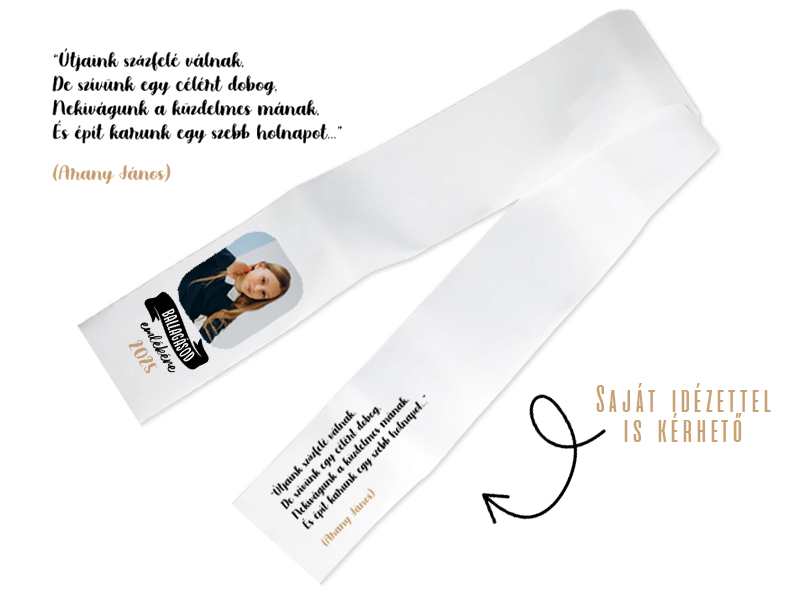 "Útjaink százfelé válnak,
De szívünk egy célért dobog,
Nekivágunk a küzdelmes mának,
És épít karunk egy szebb holnapot..."
(Arany János)
BALLAGÁSOD
emlékére
2025
"Útjaink százfelé válnak,
De szívünk egy célért dobog,
Nekivágunk a küzdelmes mának,
És épít karunk egy szebb holnapot..."
(Arany János)
SAJÁT IDÉZETTEL
IS KÉRHETŐ